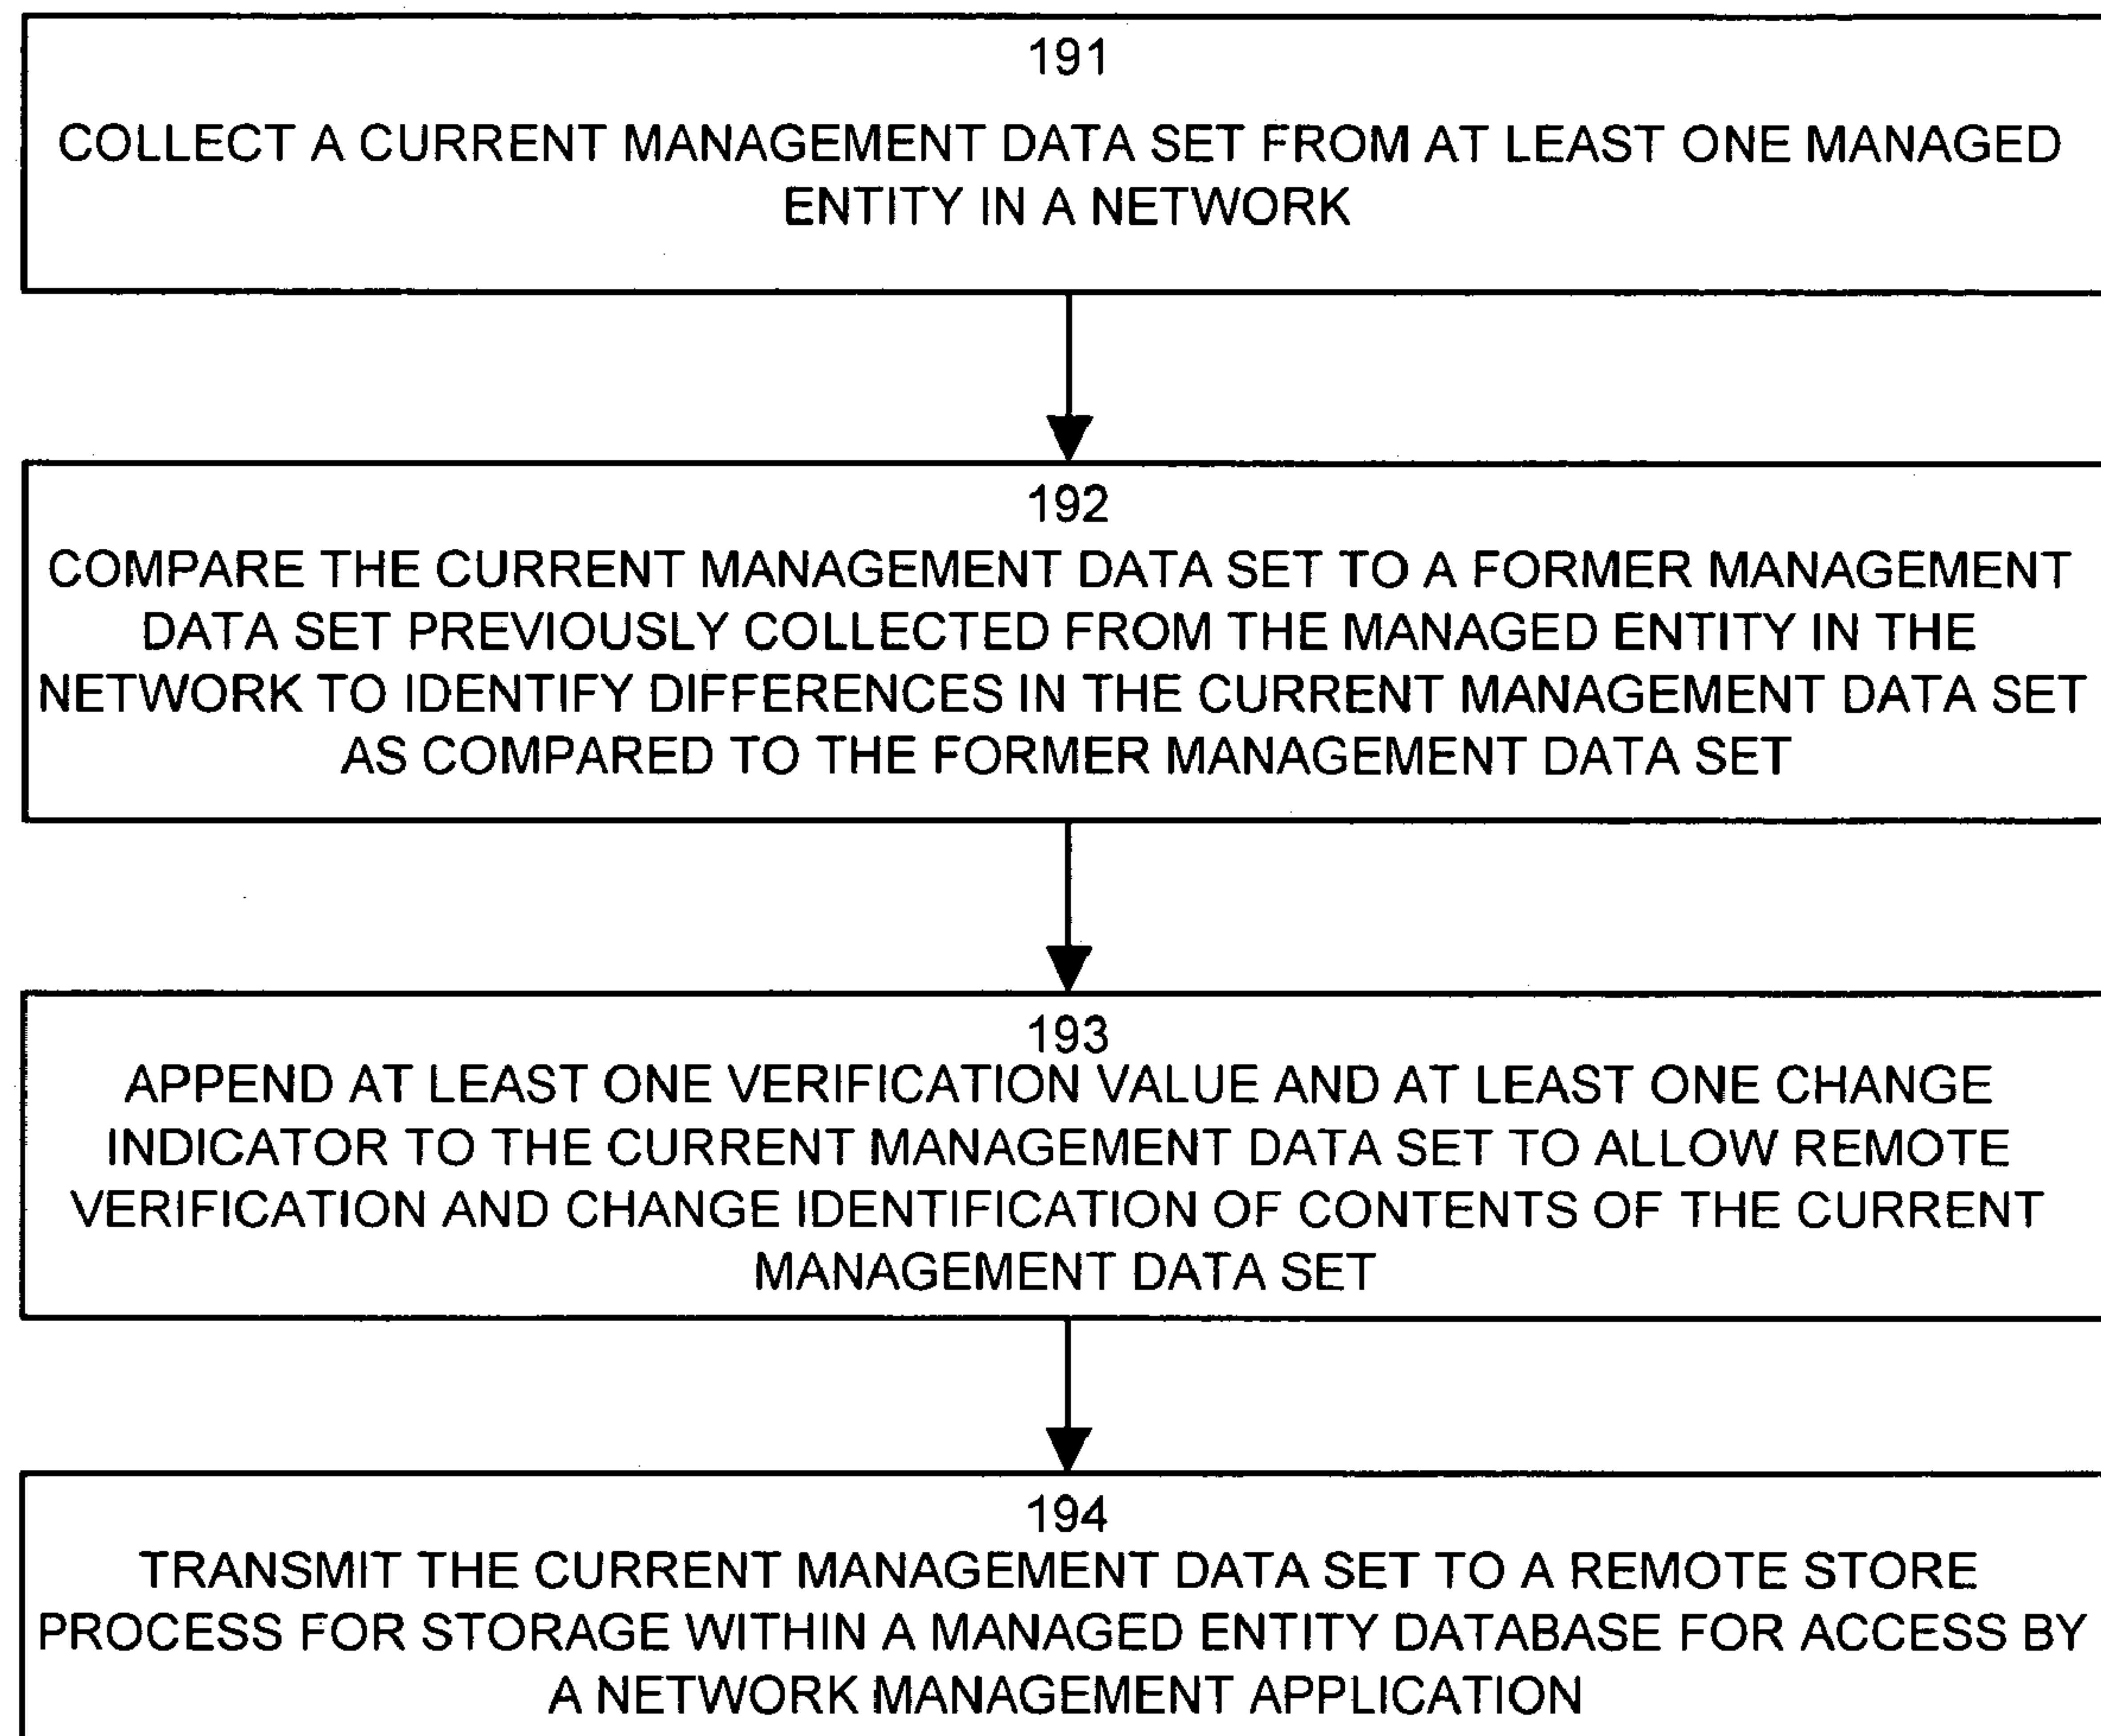 191
COLLECT A CURRENT MANAGEMENT DATA SET FROM AT LEAST ONE MANAGED
ENTITY IN A NETWORK
192
COMPARE THE CURRENT MANAGEMENT DATA SET TO A FORMER MANAGEMENT
DATA SET PREVIOUSLY COLLECTED FROM THE MANAGED ENTITY IN THE
NETWORK TO IDENTIFY DIFFERENCES IN THE CURRENT MANAGEMENT DATA SET
AS COMPARED TO THE FORMER MANAGEMENT DATA SET
193
APPEND AT LEAST ONE VERIFICATION VALUE AND AT LEAST ONE CHANGE
INDICATOR TO THE CURRENT MANAGEMENT DATA SET TO ALLOW REMOTE
VERIFICATION AND CHANGE IDENTIFICATION OF CONTENTS OF THE CURRENT
MANAGEMENT DATA SET
194
TRANSMIT THE CURRENT MANAGEMENT DATA SET TO A REMOTE STORE
PROCESS FOR STORAGE WITHIN A MANAGED ENTITY DATABASE FOR ACCESS BY
A NETWORK MANAGEMENT APPLICATION